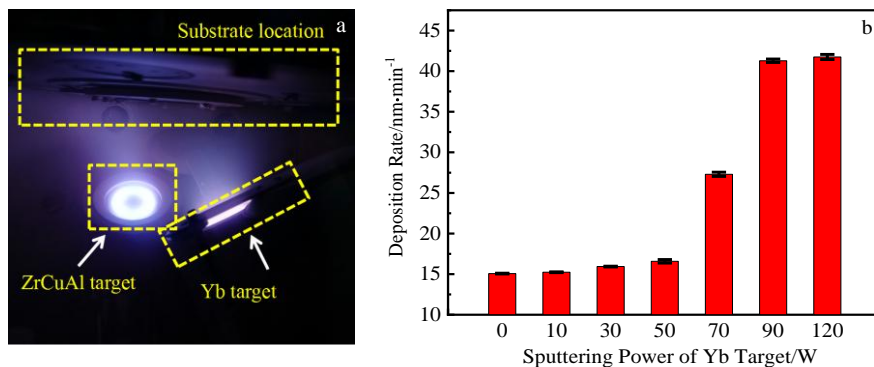 Substrate location
a
ZrCuAl target
Yb target
b
Deposition Rate/nm·min⁻¹
45
40
35
30
25
20
15
10
0 10 30 50 70 90 120
Sputtering Power of Yb Target/W